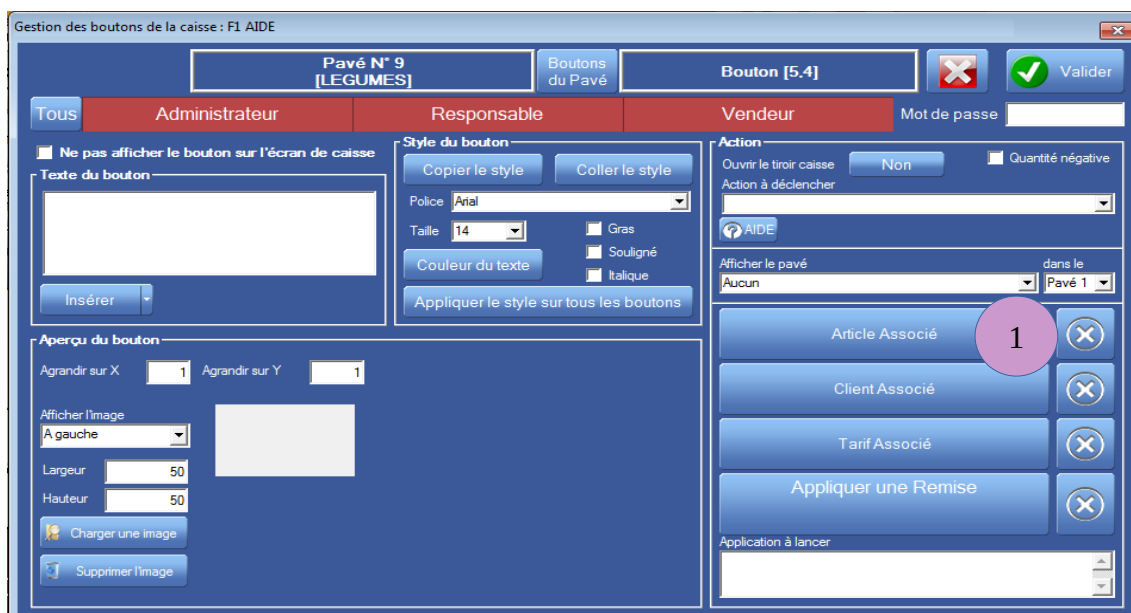 Gestion des boutons de la caisse : F1 AIDE
Pavé N° 9
[LEGUMES]
Boutons
du Pavé
Bouton [5,4]
Valider
Tous
Administrateur
Responsable
Vendeur
Mot de passe
Ne pas afficher le bouton sur l'écran de caisse
Texte du bouton
Insérer
Style du bouton
Copier le style
Coller le style
Police
Arial
Taille
14
Gras
Souligné
Italique
Couleur du texte
Appliquer le style sur tous les boutons
Action
Ouvrir le tiroir caisse
Non
Quantité négative
Action à déclencher
AIDE
Afficher le pavé
dans le
Aucun
Pavé 1
Aperçu du bouton
Agrandir sur X
1
Agrandir sur Y
1
Afficher l'image
A gauche
Largeur
50
Hauteur
50
Charger une image
Supprimer l'image
Article Associé
1
Client Associé
Tarif Associé
Appliquer une Remise
Application à lancer